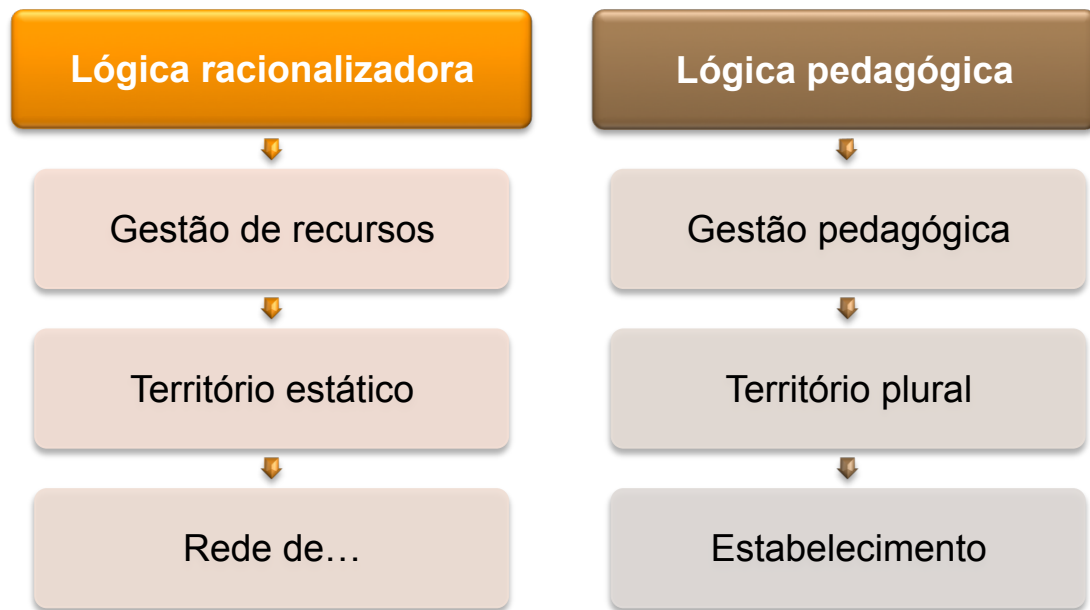 Lógica racionalizadora
Gestão de recursos
Território estático
Rede de…
Lógica pedagógica
Gestão pedagógica
Território plural
Estabelecimento